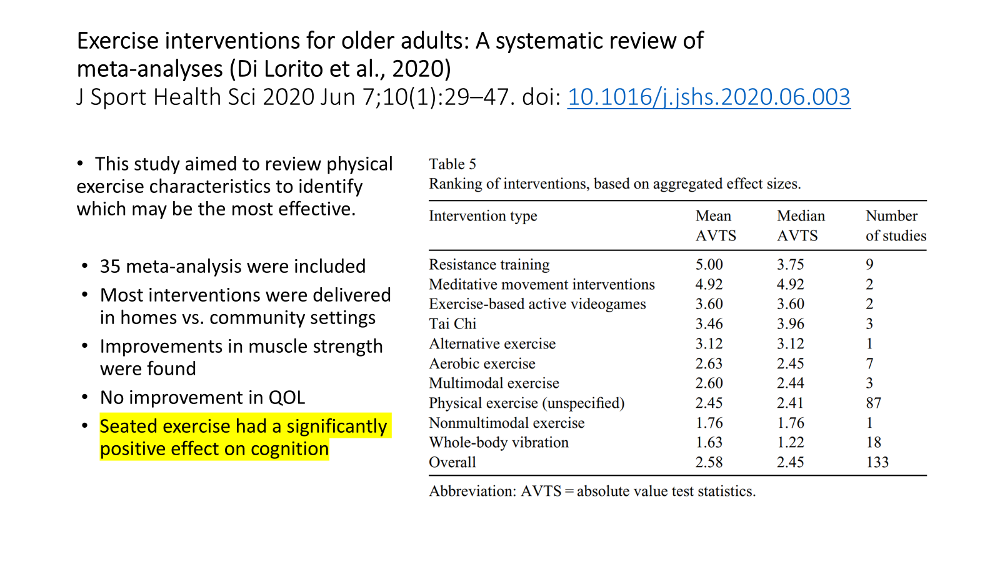 Exercise interventions for older adults: A systematic review of
meta-analyses (Di Lorito et al., 2020)
J Sport Health Sci 2020 Jun 7;10(1):29–47. doi: 10.1016/j.jshs.2020.06.003
• This study aimed to review physical
exercise characteristics to identify
which may be the most effective.
• 35 meta-analysis were included
• Most interventions were delivered
in homes vs. community settings
• Improvements in muscle strength
were found
• No improvement in QOL
• Seated exercise had a significantly
positive effect on cognition
Table 5
Ranking of interventions, based on aggregated effect sizes.
Intervention type Mean Median Number
AVTS AVTS of studies
Resistance training 5.00 3.75 9
Meditative movement interventions 4.92 4.92 2
Exercise-based active videogames 3.60 3.60 2
Tai Chi 3.46 3.96 3
Alternative exercise 3.12 3.12 1
Aerobic exercise 2.63 2.45 7
Multimodal exercise 2.60 2.44 3
Physical exercise (unspecified) 2.45 2.41 87
Nonmultimodal exercise 1.76 1.76 1
Whole-body vibration 1.63 1.22 18
Overall 2.58 2.45 133
Abbreviation: AVTS = absolute value test statistics.